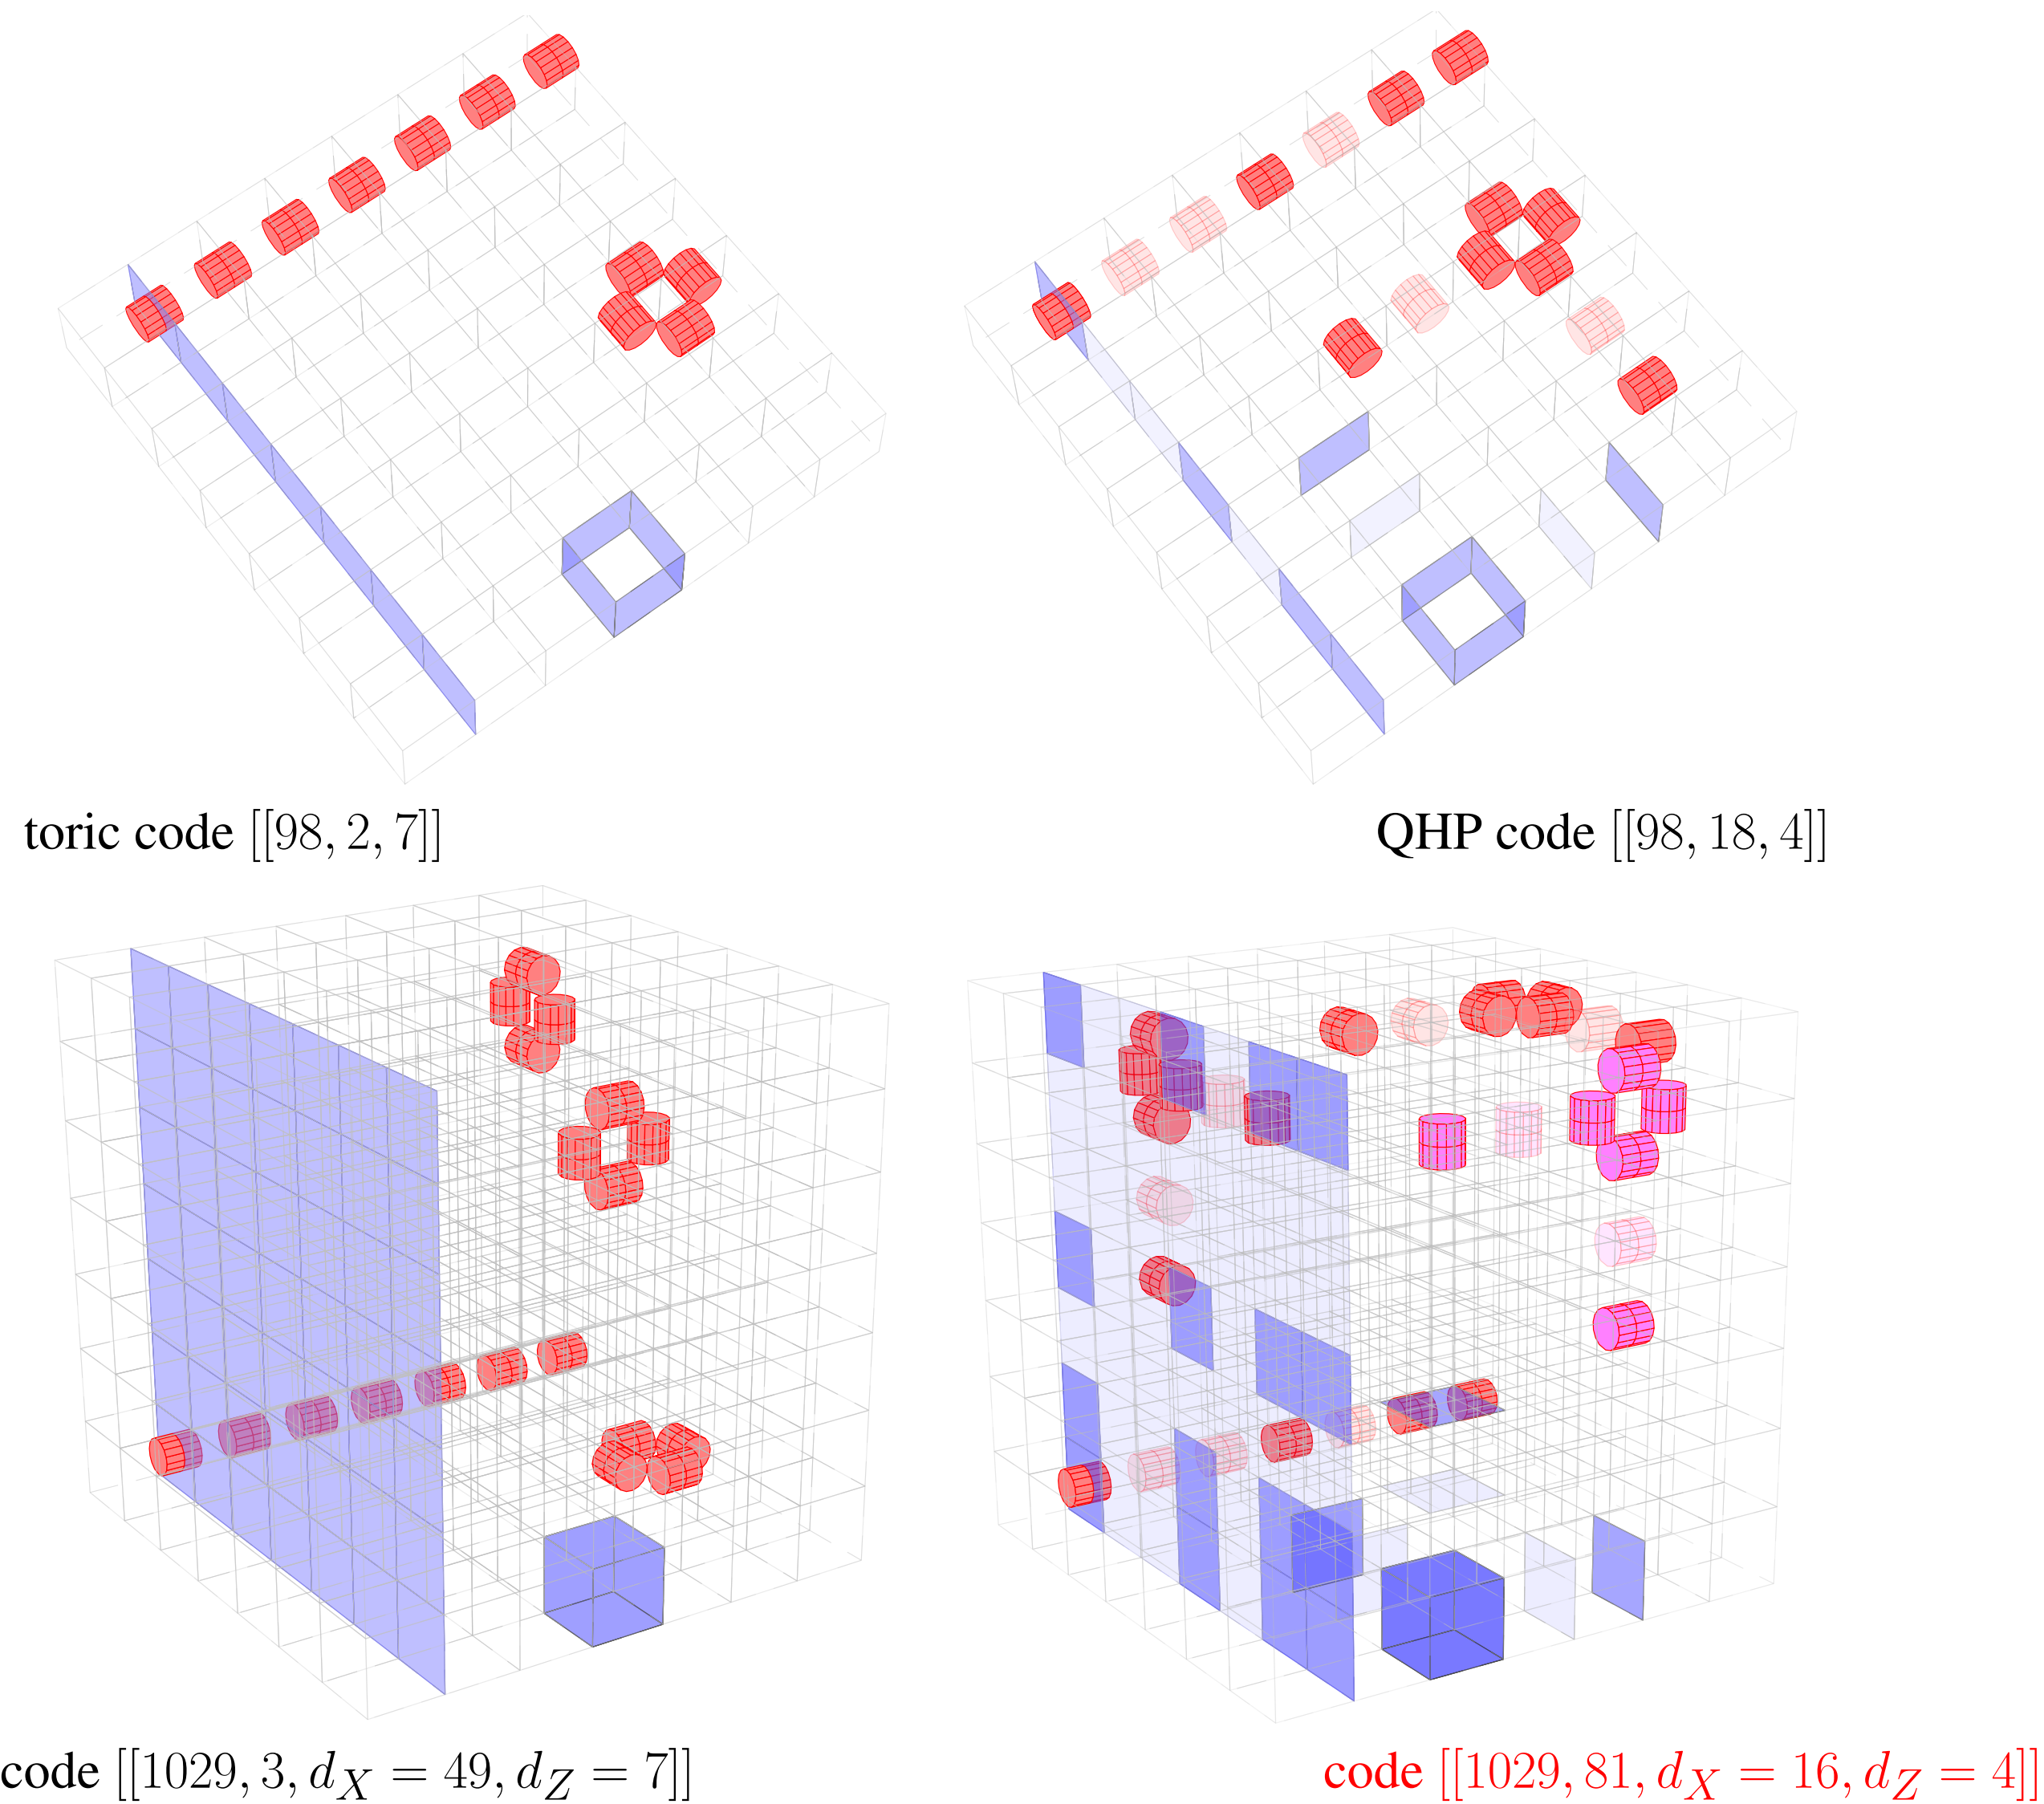 toric code [[98, 2, 7]]
QHP code [[98, 18, 4]]
code [[1029, 3, d_X = 49, d_Z = 7]]
code [[1029, 81, d_X = 16, d_Z = 4]]